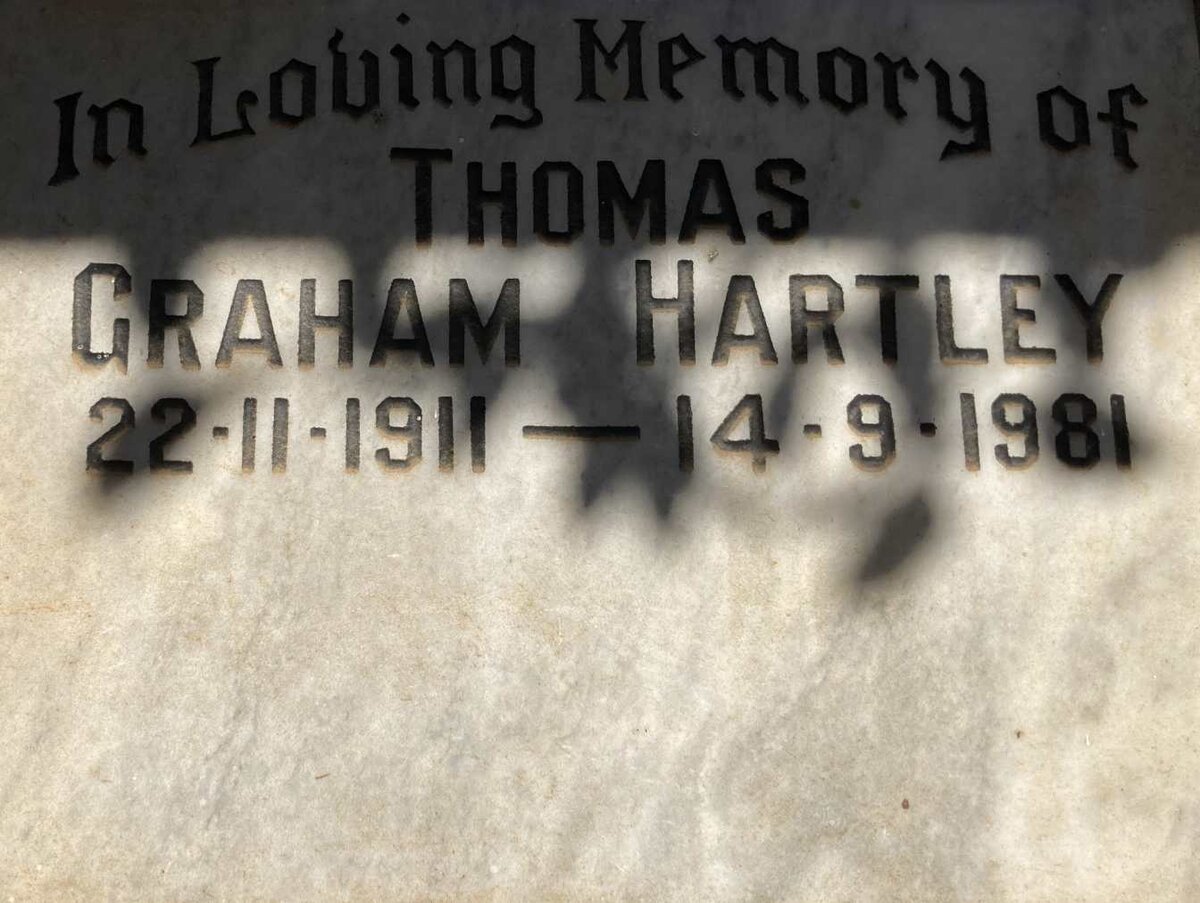 In Loving Memory of
THOMAS
GRAHAM HARTLEY
22-11-1911 — 14-9-1981